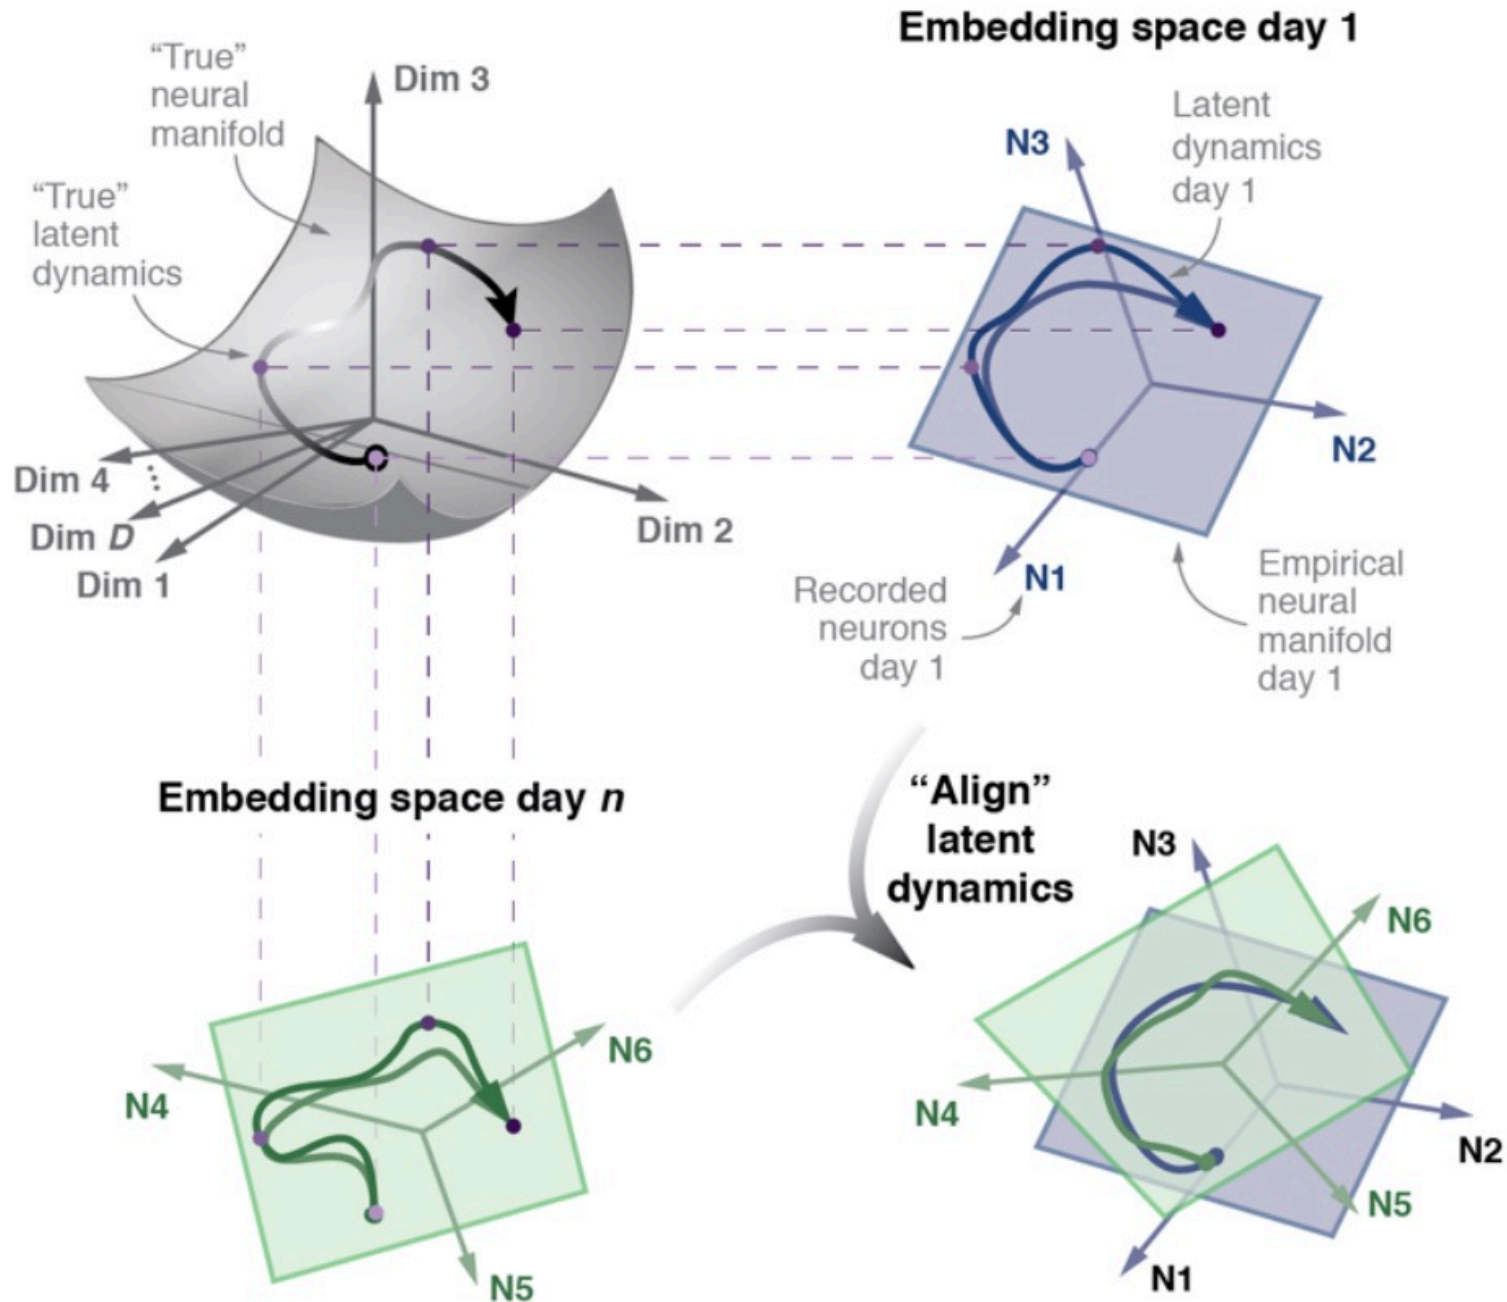 Embedding space day 1
“True”
neural
manifold
Dim 3
“True”
latent
dynamics
Dim 4
Dim D
Dim 1
Dim 2
Latent
dynamics
day 1
N3
N2
N1
Recorded
neurons
day 1
Empirical
neural
manifold
day 1
Embedding space day n
“Align”
latent
dynamics
N4
N6
N5
N3
N6
N4
N2
N5
N1